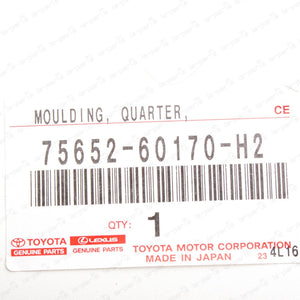 MOULDING, QUARTER, CE
75652-60170-H2
QTY: 1
TOYOTA LEXUS TOYOTA MOTOR CORPORATION
GENUINE PARTS GENUINE PARTS MADE IN JAPAN 23 4L16